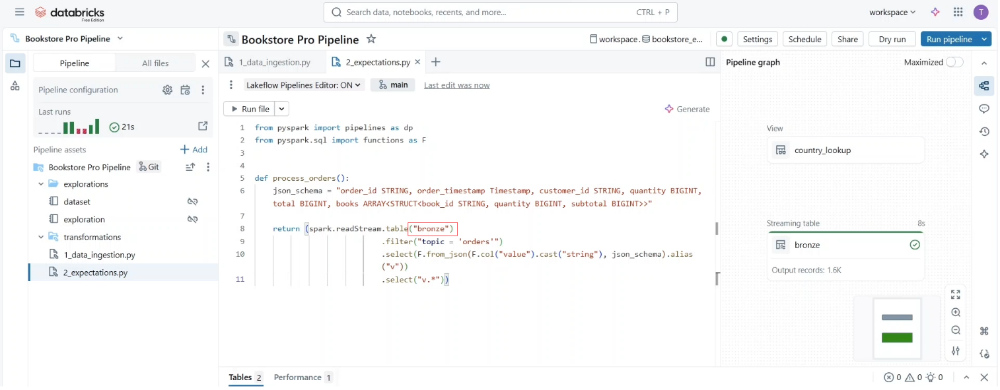 databricks
Free Edition
Search data, notebooks, recents, and more...
CTRL + P
workspace
T
Bookstore Pro Pipeline
Bookstore Pro Pipeline
workspace.
bookstore_e...
Settings
Schedule
Share
Dry run
Run pipeline
Pipeline
All files
1_data_ingestion.py
2_expectations.py
Pipeline graph
Maximized
Pipeline configuration
Last runs
21s
Pipeline assets
Add
Bookstore Pro Pipeline
Git
explorations
dataset
exploration
transformations
1_data_ingestion.py
2_expectations.py
Lakeflow Pipelines Editor: ON
main
Last edit was now
Run file
Generate
1 from pyspark import pipelines as dp
2 from pyspark.sql import functions as F
3
4
5 def process_orders():
6 json_schema = "order_id STRING, order_timestamp Timestamp, customer_id STRING, quantity BIGINT,
total BIGINT, books ARRAY<STRUCT<book_id STRING, quantity BIGINT, subtotal BIGINT>>"
7
8 return (spark.readStream.table("bronze")
9 .filter("topic = 'orders'")
10 .select(F.from_json(F.col("value").cast("string"), json_schema).alias
("v"))
11 .select("v.*"))
View
country_lookup
Streaming table
8s
bronze
Output records: 1.6K
Tables 2
Performance 1
0
0
0